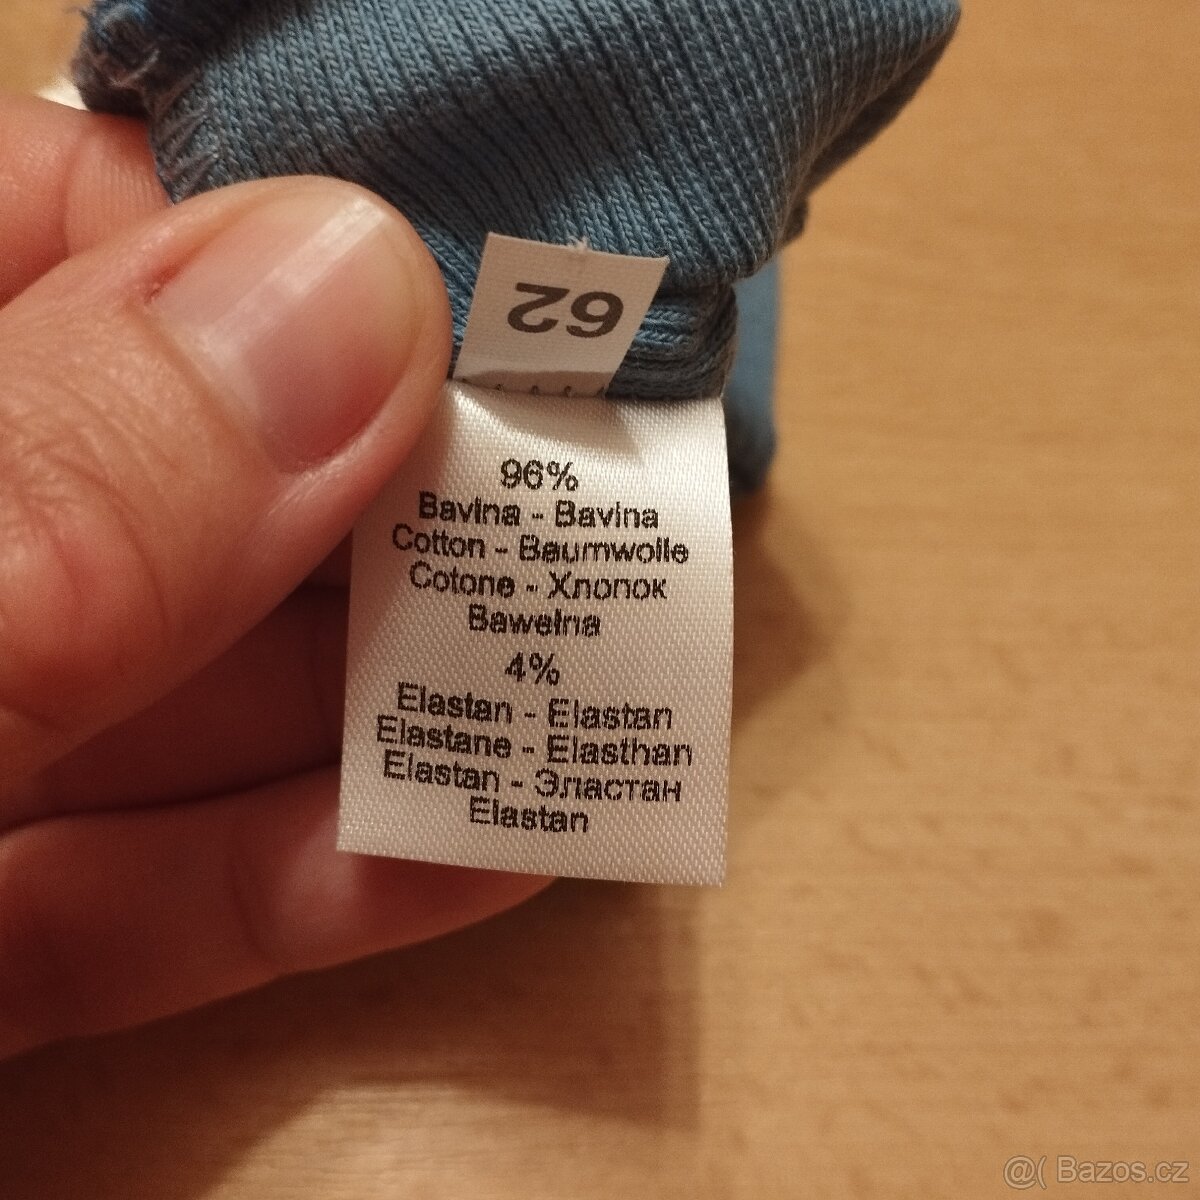 62
96%
Bavlna - Bavlna
Cotton - Baumwolle
Cotone - Хлопок
Bawełna
4%
Elastan - Elastan
Elastane - Elasthan
Elastan - Эластан
Elastan
@( Bazos.cz